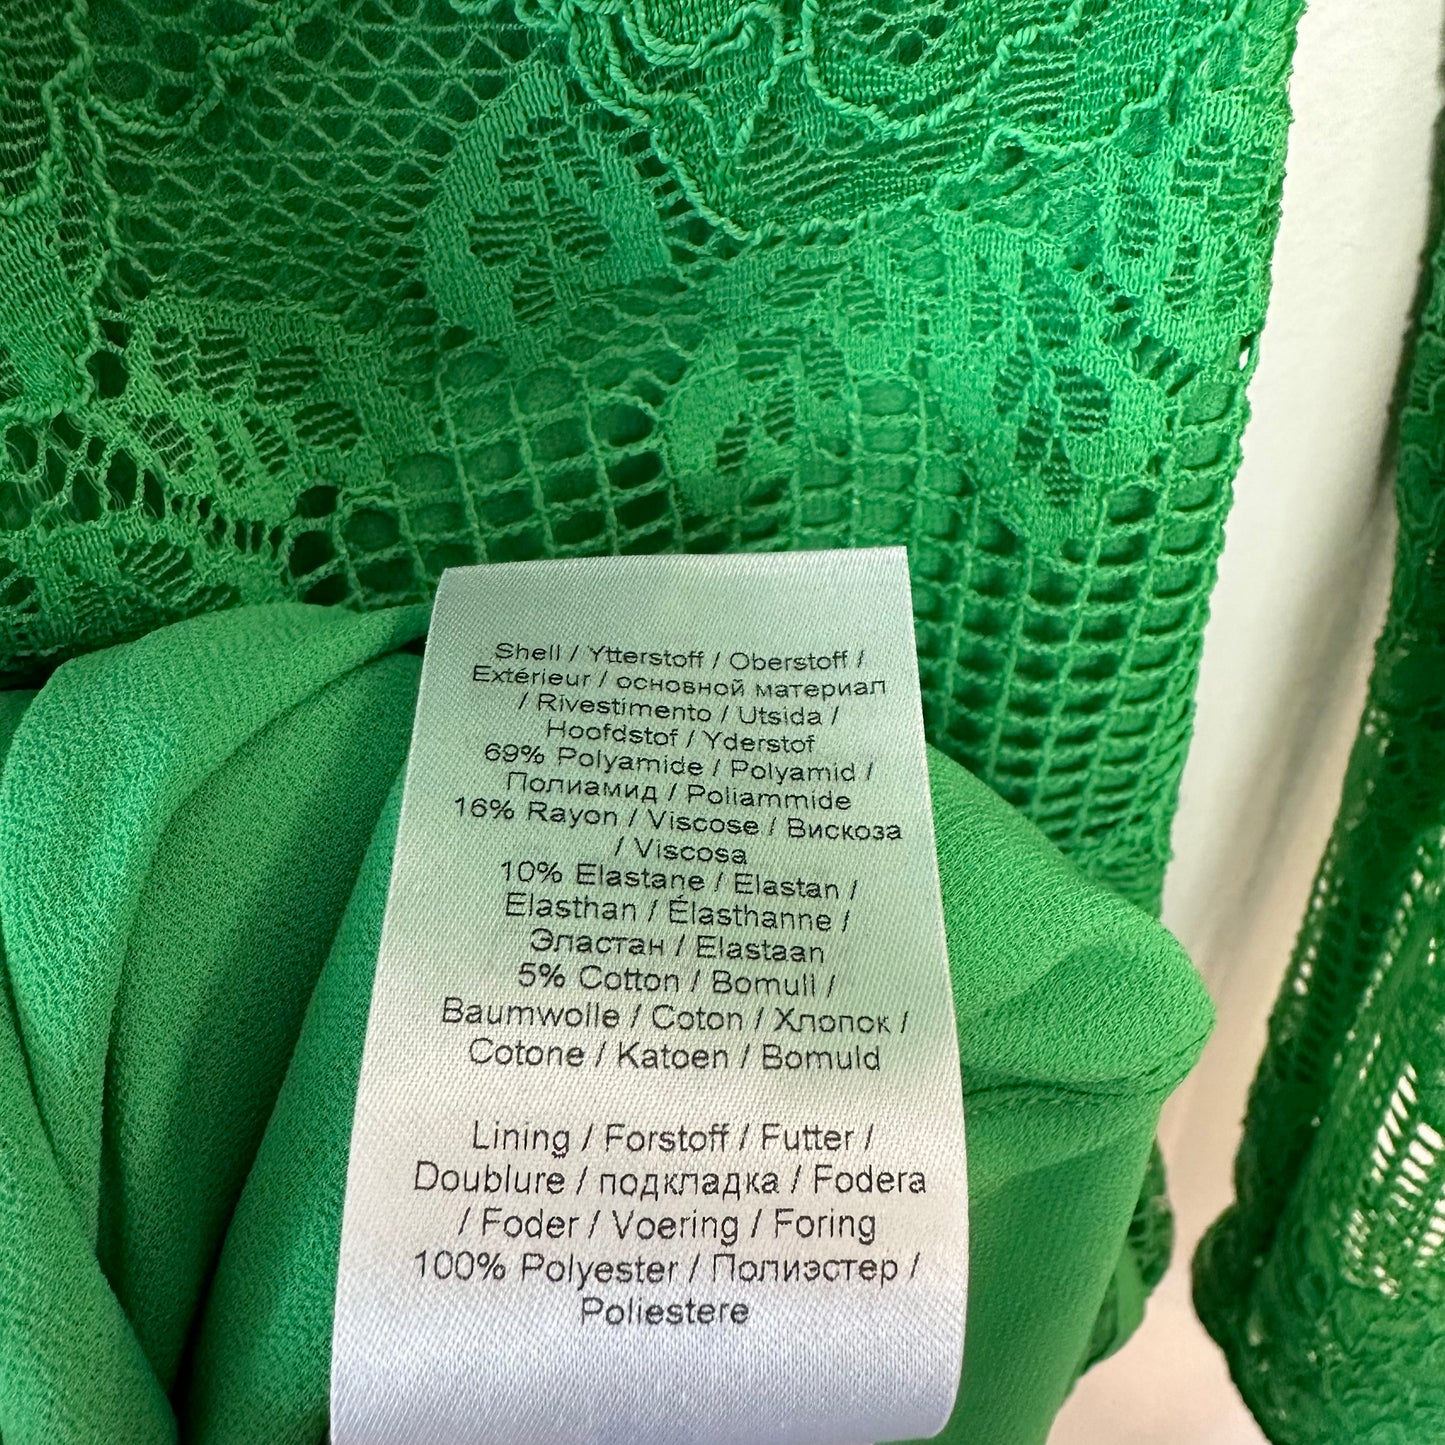 Shell / Ytterstoff / Oberstoff /
Extérieur / основной материал
/ Rivestimento / Utsida /
Hoofdstof / Yderstof
69% Polyamide / Polyamid /
Полиамид / Poliammide
16% Rayon / Viscose / Вискоза
/ Viscosa
10% Elastane / Elastan /
Elasthan / Élasthanne /
Эластан / Elastaan
5% Cotton / Bomull /
Baumwolle / Coton / Хлопок /
Cotone / Katoen / Bomuld
Lining / Forstoff / Futter /
Doublure / подкладка / Fodera
/ Foder / Voering / Foring
100% Polyester / Полиэстер /
Poliestere